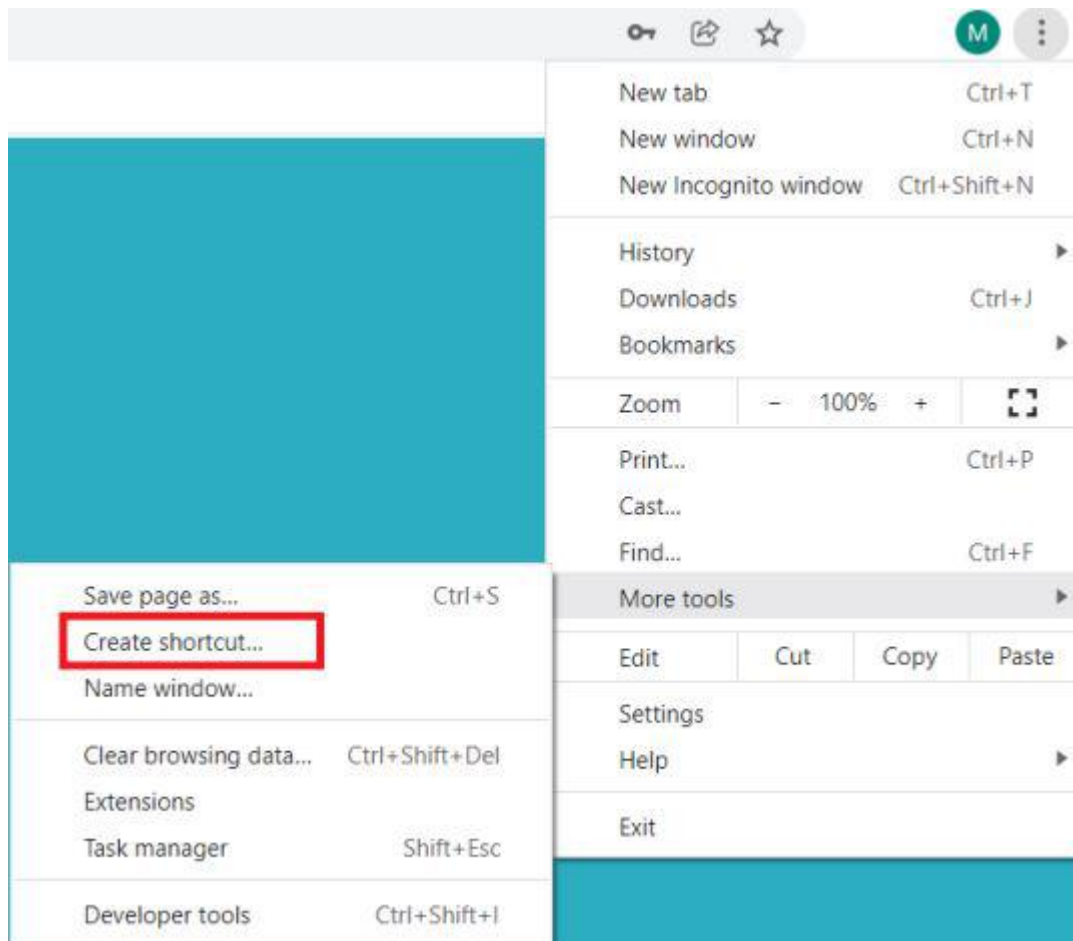 M
New tab Ctrl+T
New window Ctrl+N
New Incognito window Ctrl+Shift+N
History
Downloads Ctrl+J
Bookmarks
Zoom - 100% +
Print... Ctrl+P
Cast...
Find... Ctrl+F
More tools
Edit Cut Copy Paste
Settings
Help
Exit
Save page as... Ctrl+S
Create shortcut...
Name window...
Clear browsing data... Ctrl+Shift+Del
Extensions
Task manager Shift+Esc
Developer tools Ctrl+Shift+I